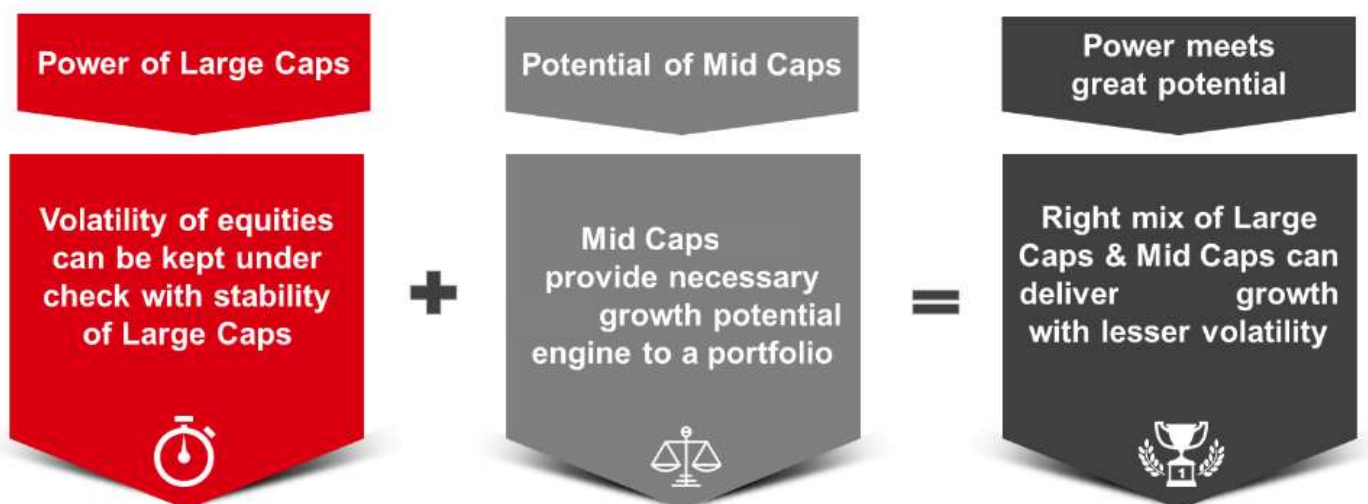 Power of Large Caps
Volatility of equities
can be kept under
check with stability
of Large Caps
+
Potential of Mid Caps
Mid Caps
provide necessary
growth potential
engine to a portfolio
=
Power meets
great potential
Right mix of Large
Caps & Mid Caps can
deliver growth
with lesser volatility
1